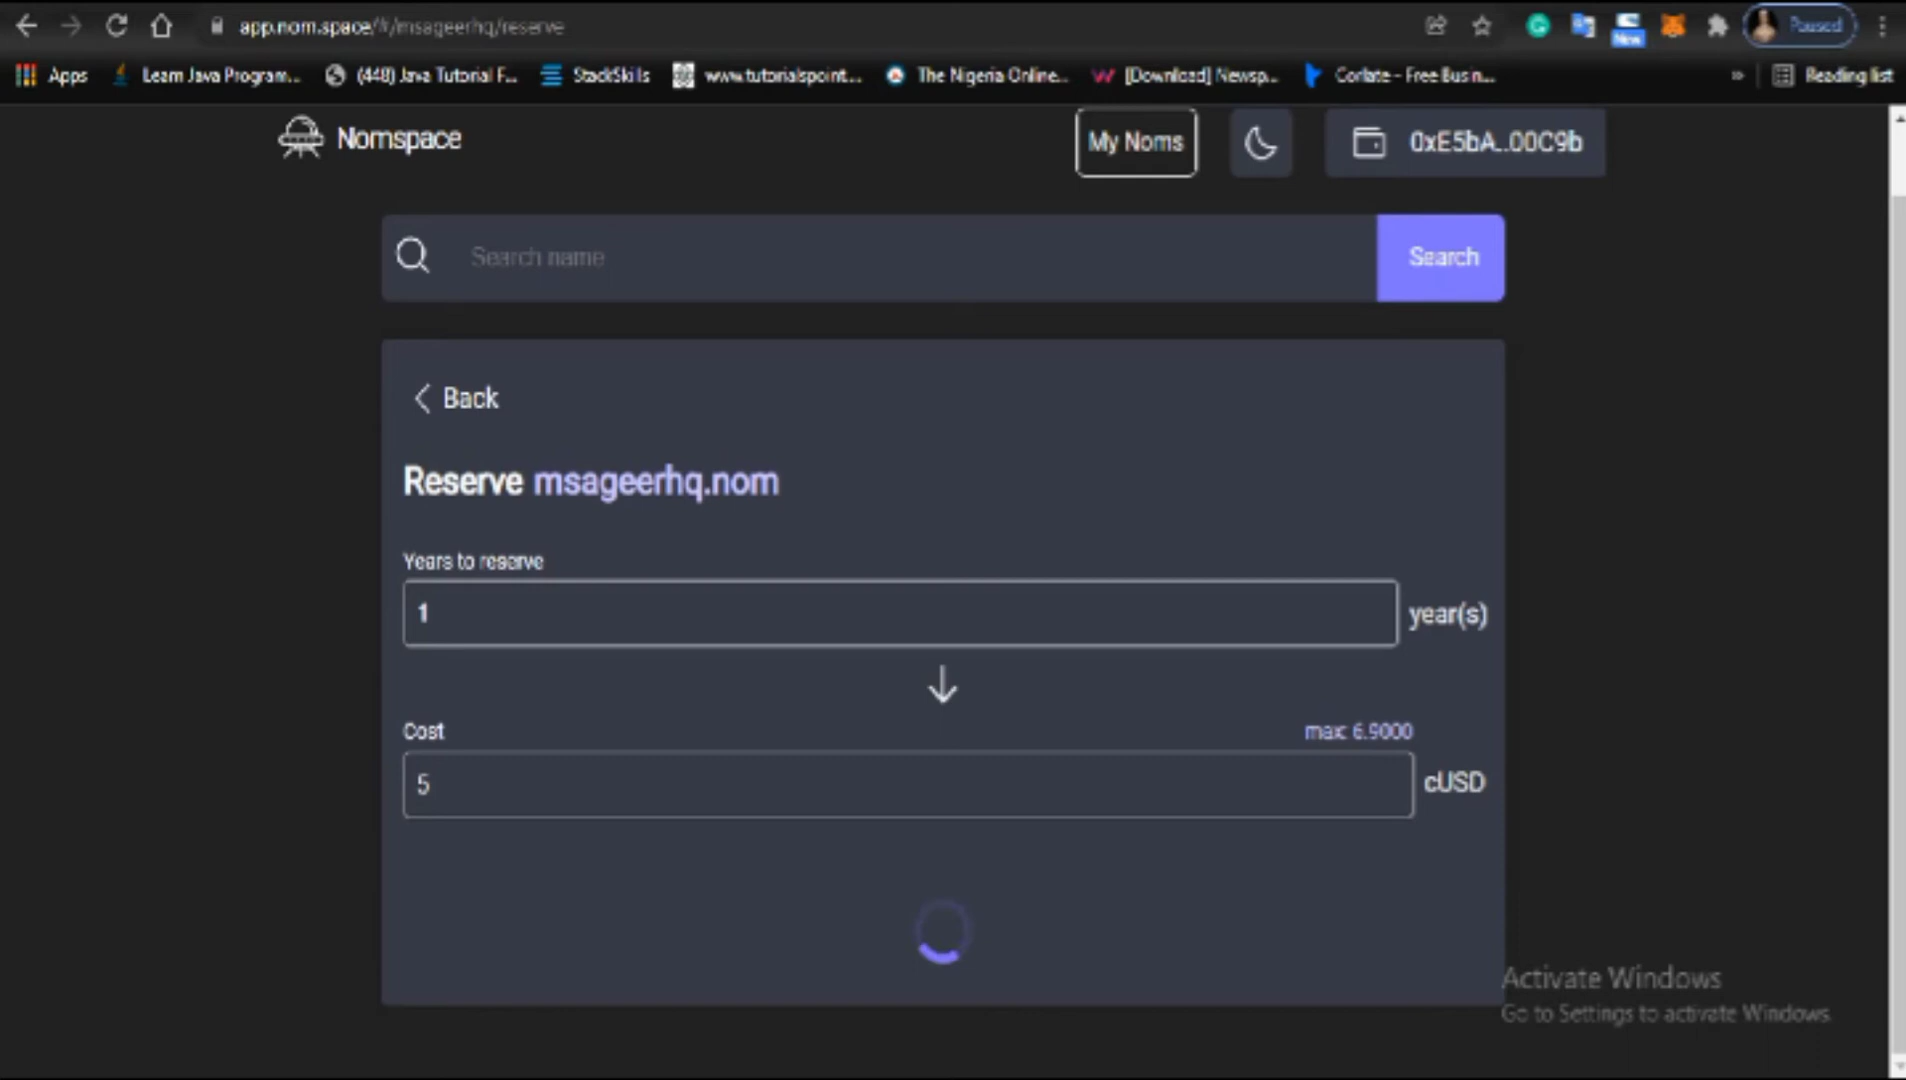 app.nom.space/#/msageerhq/reserve
Paused
New
Apps
Learn Java Program...
(448) Java Tutorial F...
StackSkills
www.tutorialspoint...
The Nigeria Online...
[Download] Newsp...
Corlate - Free Busin...
»
Reading list
Nomspace
My Noms
0xE5bA...00C9b
Search name
Search
Back
Reserve msageerhq.nom
Years to reserve
1
year(s)
Cost
max: 6.9000
5
cUSD
Activate Windows
Go to Settings to activate Windows.